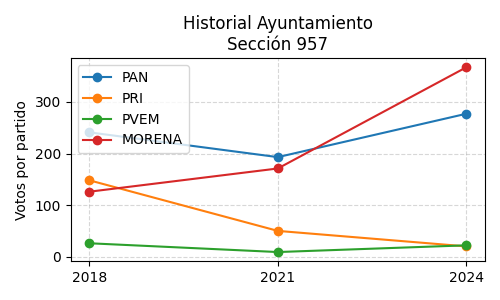 Historial Ayuntamiento
Sección 957
PAN
PRI
PVEM
MORENA
Votos por partido
300
200
100
0
2018 2021 2024